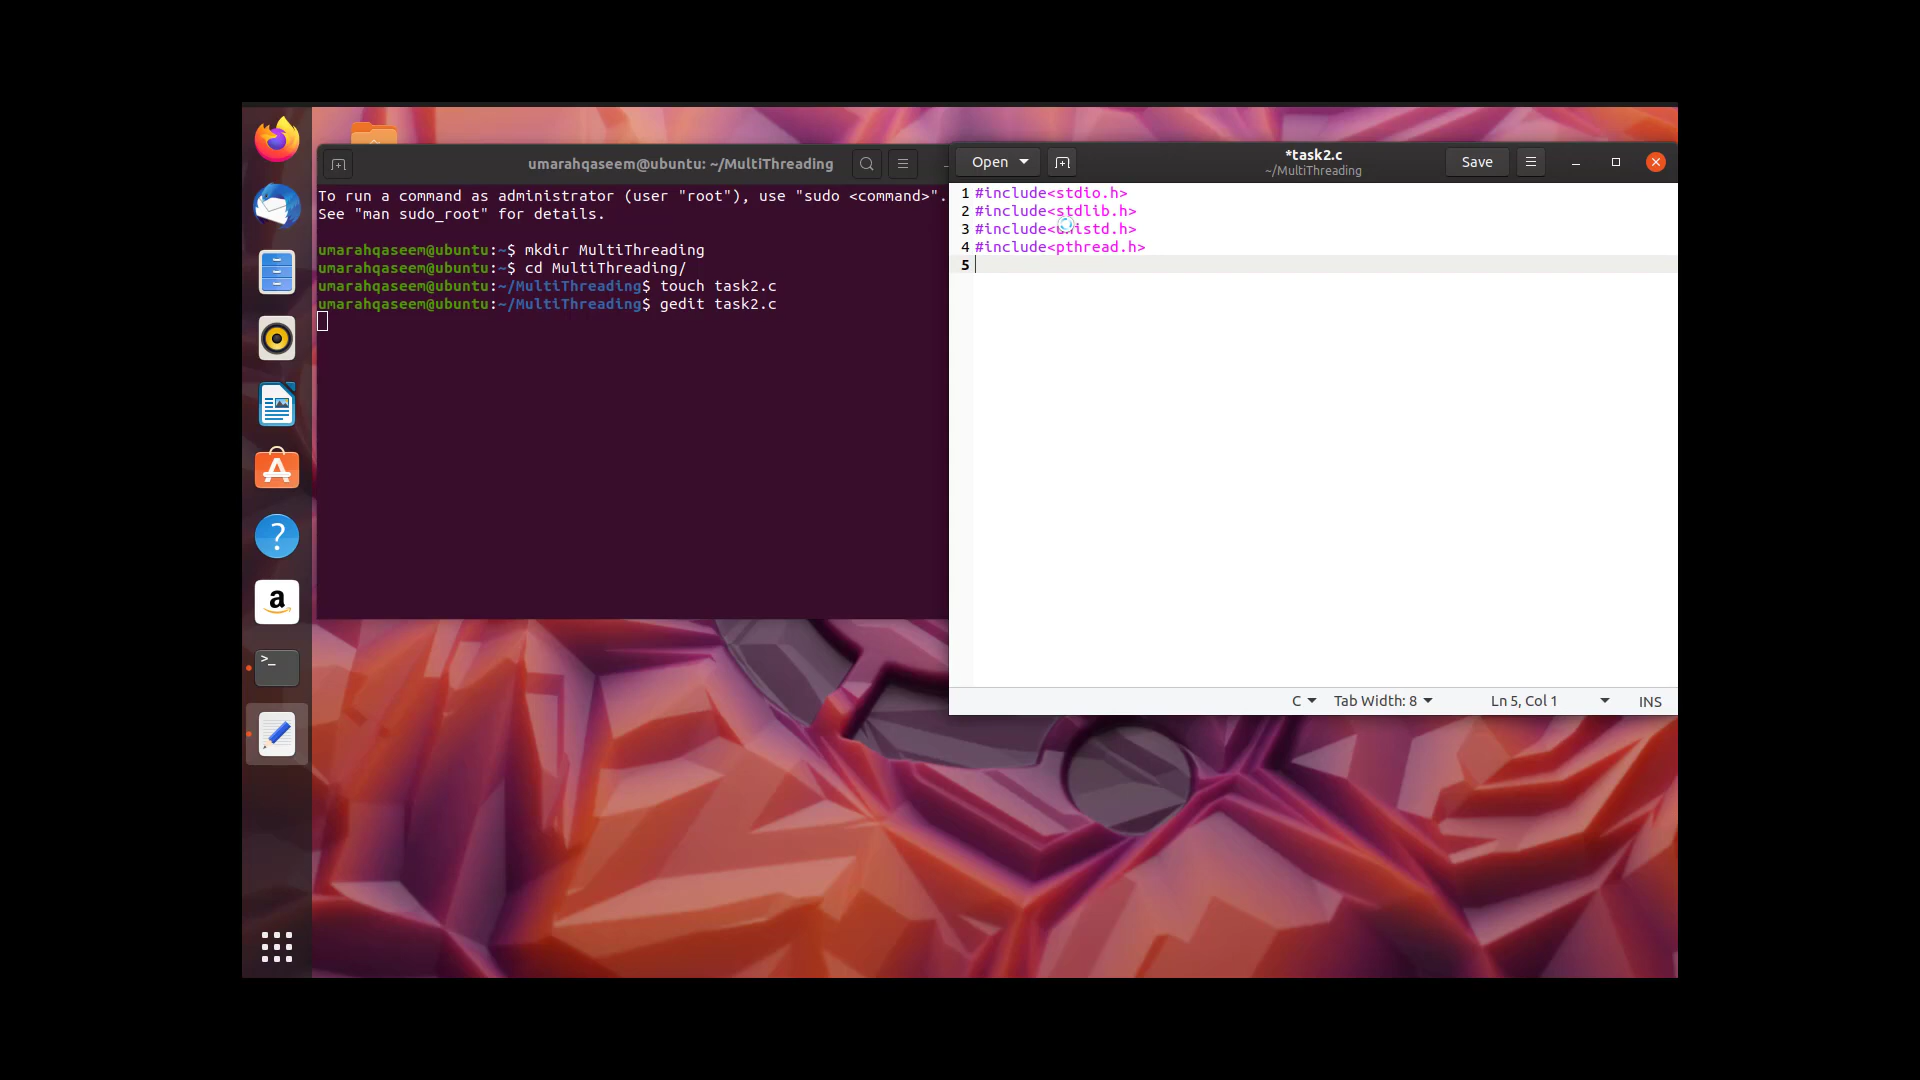 umarahqaseem@ubuntu: ~/MultiThreading
To run a command as administrator (user "root"), use "sudo <command>".
See "man sudo_root" for details.
umarahqaseem@ubuntu:~$ mkdir MultiThreading
umarahqaseem@ubuntu:~$ cd MultiThreading/
umarahqaseem@ubuntu:~/MultiThreading$ touch task2.c
umarahqaseem@ubuntu:~/MultiThreading$ gedit task2.c
Open
*task2.c
~/MultiThreading
Save
1 #include<stdio.h>
2 #include<stdlib.h>
3 #include<unistd.h>
4 #include<pthread.h>
5
C
Tab Width: 8
Ln 5, Col 1
INS